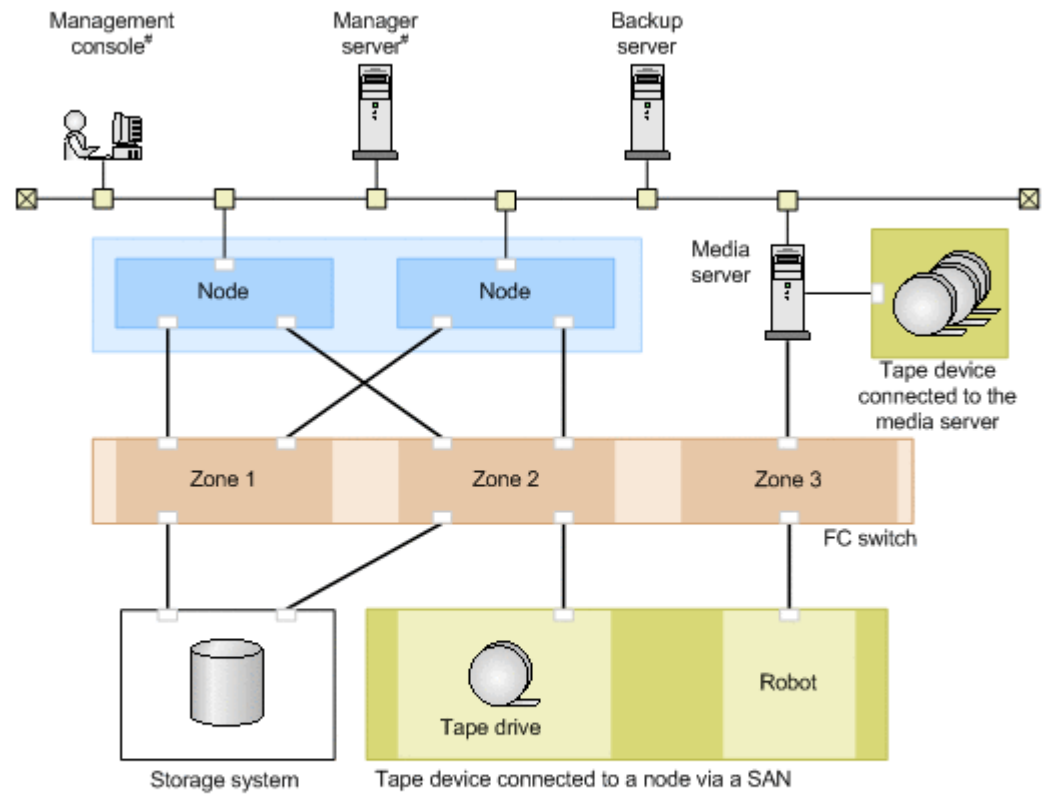 Management
console#
Manager
server#
Backup
server
Media
server
Node
Node
Tape device
connected to the
media server
Zone 1
Zone 2
Zone 3
FC switch
Tape drive
Robot
Storage system
Tape device connected to a node via a SAN